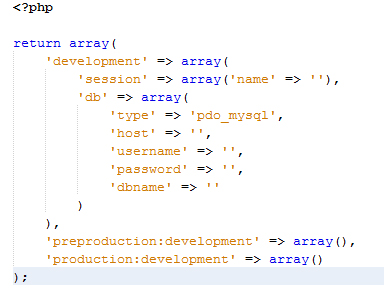 <?php
return array(
    'development' => array(
        'session' => array('name' => ''),
        'db' => array(
            'type' => 'pdo_mysql',
            'host' => '',
            'username' => '',
            'password' => '',
            'dbname' => ''
        )
    ),
    'preproduction:development' => array(),
    'production:development' => array()
);